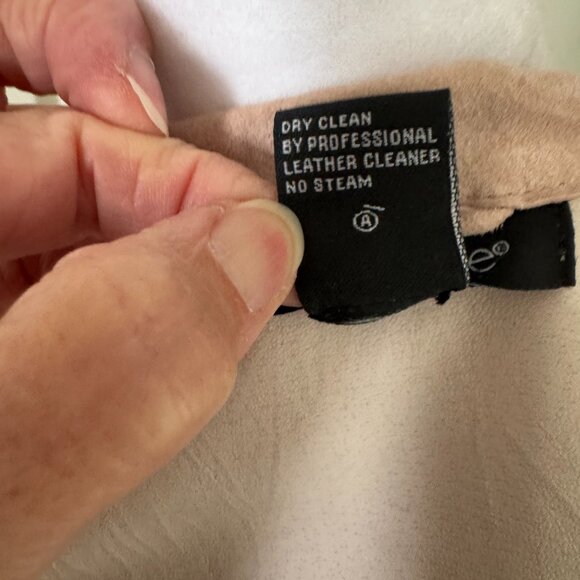 DRY CLEAN
BY PROFESSIONAL
LEATHER CLEANER
NO STEAM
A
e®